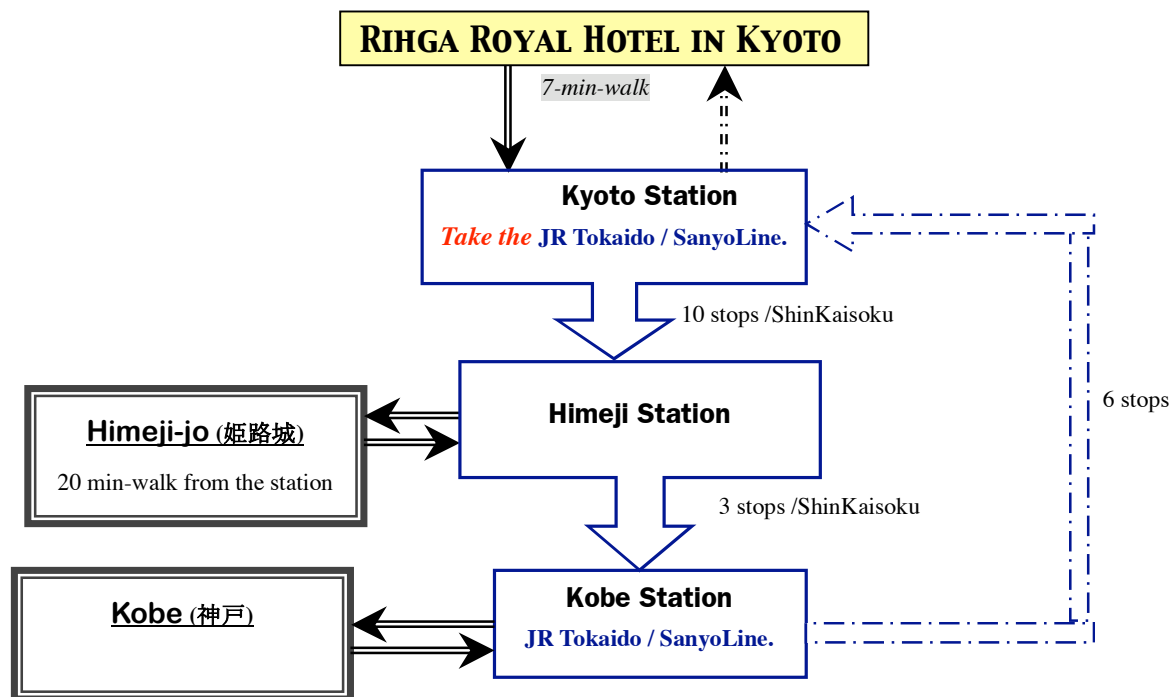 RIHGA ROYAL HOTEL IN KYOTO
7-min-walk
Kyoto Station
Take the JR Tokaido / SanyoLine.
10 stops /ShinKaisoku
Himeji Station
Himeji-jo (姫路城)
20 min-walk from the station
6 stops
3 stops /ShinKaisoku
Kobe Station
JR Tokaido / SanyoLine.
Kobe (神戸)